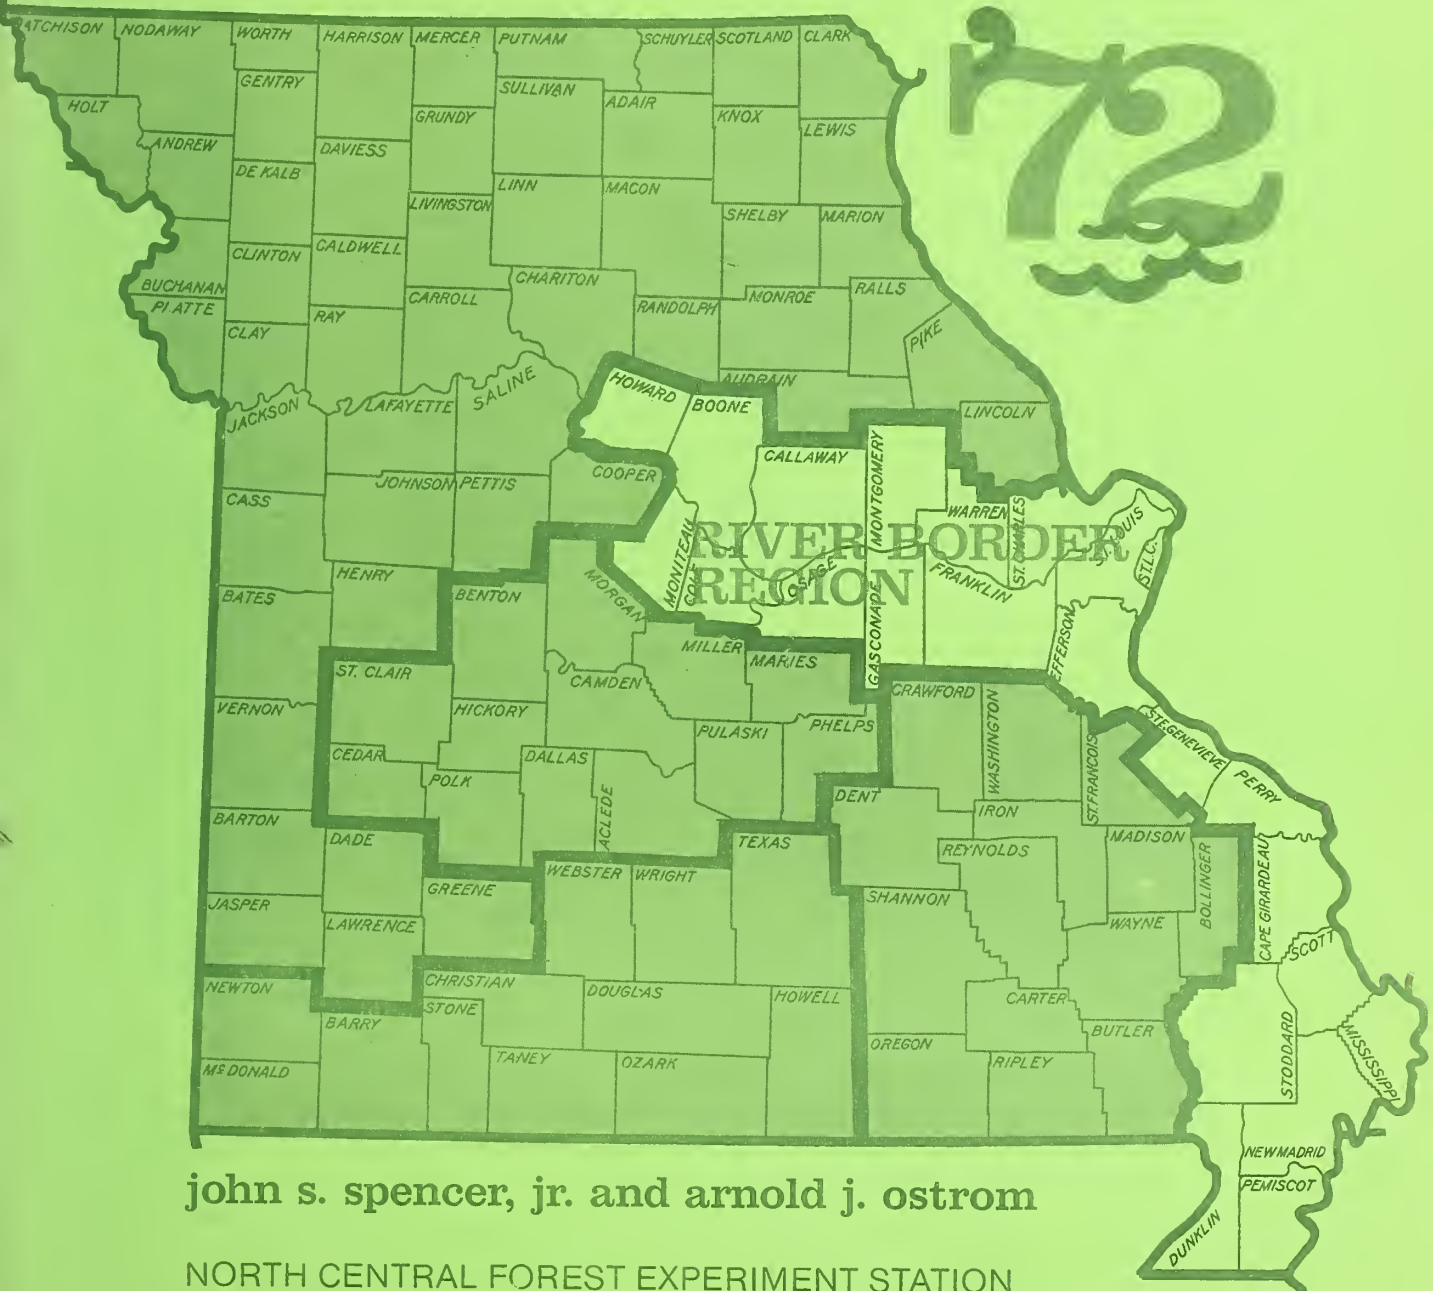 '72
ATCHISON NODAWAY WORTH HARRISON MERCER PUTNAM SCHUYLER SCOTLAND CLARK
HOLT GENTRY SULLIVAN ADAIR KNOX LEWIS
ANDREW DE KALB DAVIESS GRUNDY LINN MACON
LIVINGSTON SHELBY MARION
BUCHANAN CLINTON CALDWELL CHARITON
PLATTE CLAY RAY CARROLL RANDOLPH MONROE RALLS PIKE
JACKSON LAFAYETTE SALINE HOWARD BOONE AUDRAIN LINCOLN
CASS JOHNSON PETTIS COOPER CALLAWAY MONTGOMERY WARREN ST. CHARLES ST. LOUIS ST.L.C.
RIVER BORDER
REGION
BATES HENRY BENTON MORGAN MONITEAU COLE OSAGE GASCONADE FRANKLIN JEFFERSON
ST. CLAIR CAMDEN MILLER MARIES CRAWFORD WASHINGTON
VERNON HICKORY PULASKI PHELPS ST.FRANCOIS STE.GENEVIEVE PERRY
CEDAR POLK DALLAS ACLEDE DENT IRON
BARTON DADE TEXAS REYNOLDS MADISON BOLLINGER CAPE GIRARDEAU
JASPER LAWRENCE GREENE WEBSTER WRIGHT SHANNON WAYNE SCOTT
NEWTON BARRY CHRISTIAN STONE DOUGLAS HOWELL CARTER BUTLER STODDARD MISSISSIPPI
McDONALD TANEY OZARK OREGON RIPLEY
NEW MADRID
PEMISCOT
DUNKLIN
john s. spencer, jr. and arnold j. ostrom
NORTH CENTRAL FOREST EXPERIMENT STATION